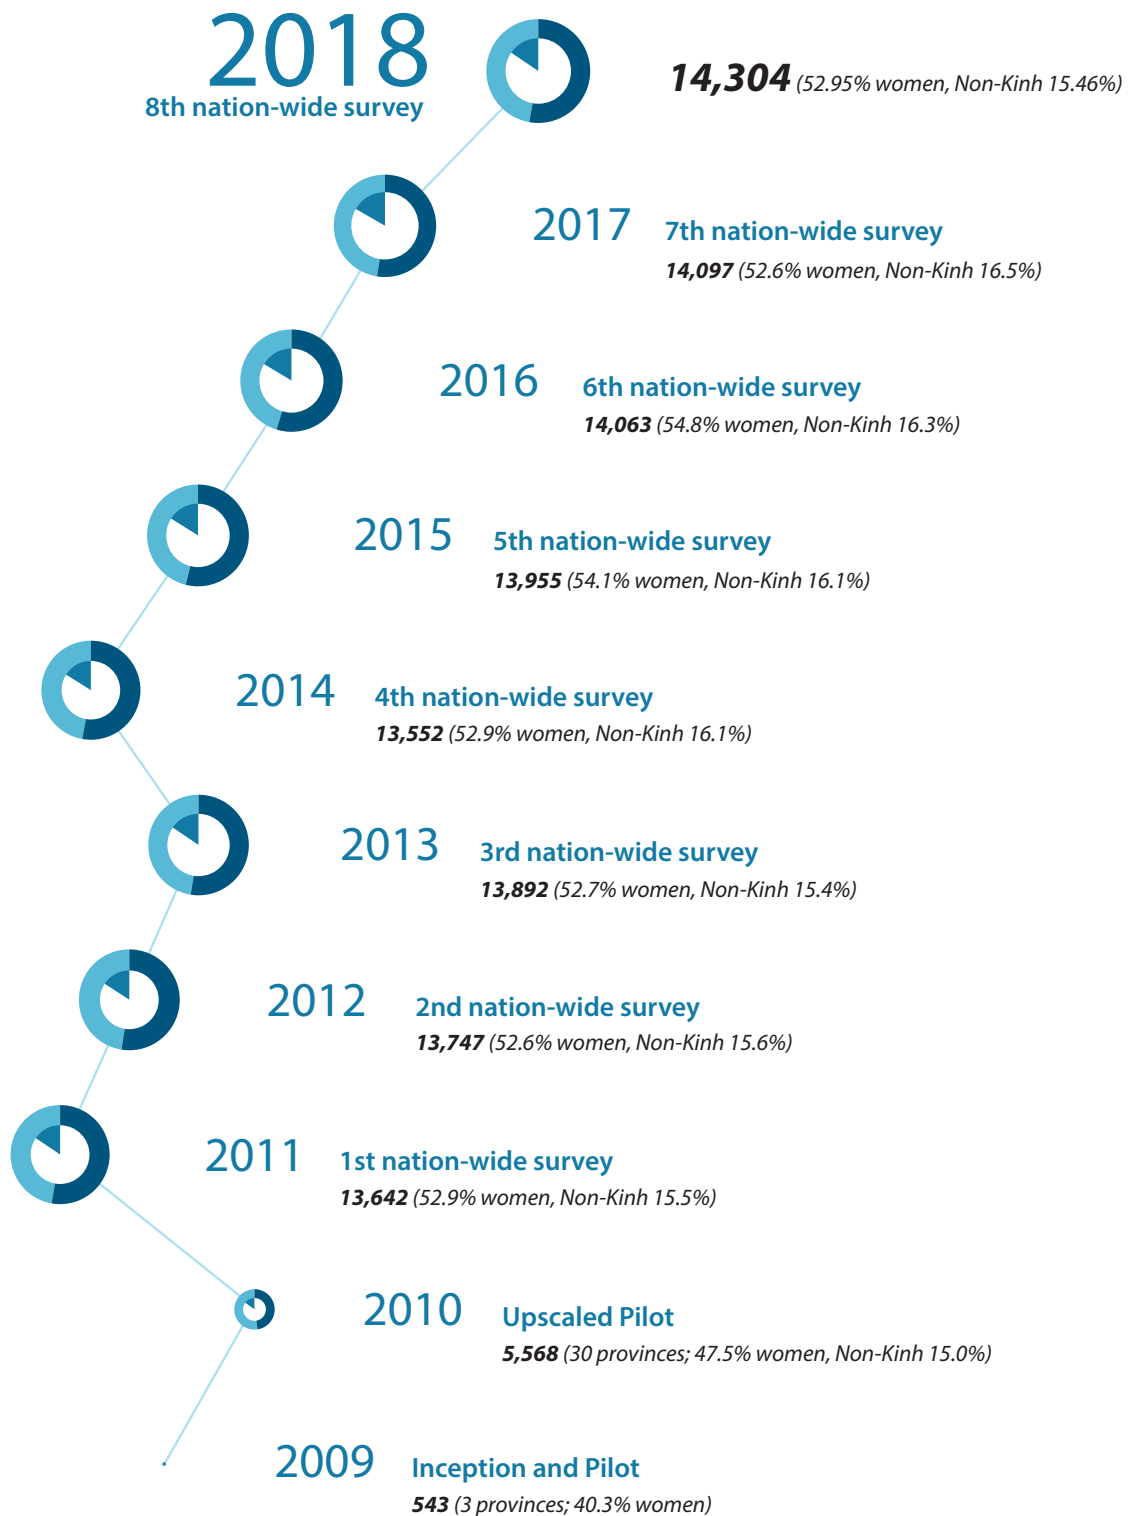 2018
8th nation-wide survey
14,304 (52.95% women, Non-Kinh 15.46%)
2017 7th nation-wide survey
14,097 (52.6% women, Non-Kinh 16.5%)
2016 6th nation-wide survey
14,063 (54.8% women, Non-Kinh 16.3%)
2015 5th nation-wide survey
13,955 (54.1% women, Non-Kinh 16.1%)
2014 4th nation-wide survey
13,552 (52.9% women, Non-Kinh 16.1%)
2013 3rd nation-wide survey
13,892 (52.7% women, Non-Kinh 15.4%)
2012 2nd nation-wide survey
13,747 (52.6% women, Non-Kinh 15.6%)
2011 1st nation-wide survey
13,642 (52.9% women, Non-Kinh 15.5%)
2010 Upscaled Pilot
5,568 (30 provinces; 47.5% women, Non-Kinh 15.0%)
2009 Inception and Pilot
543 (3 provinces; 40.3% women)